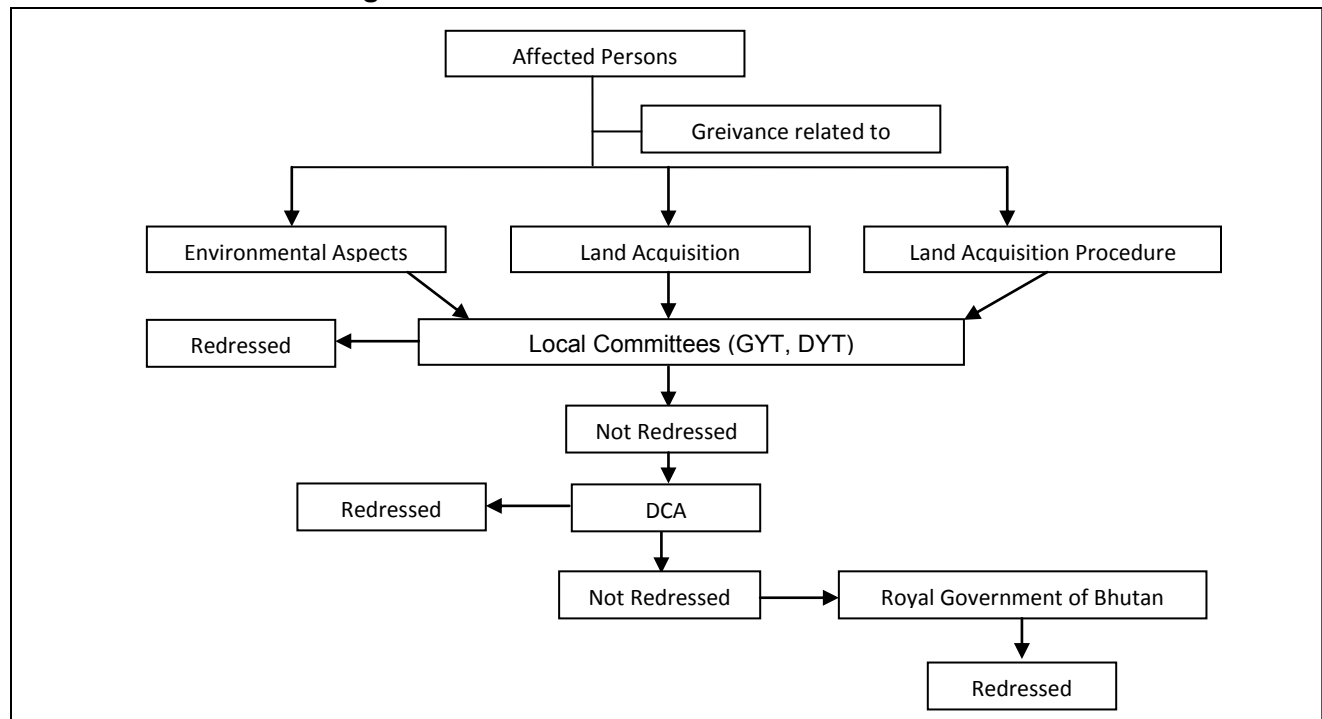 Affected Persons
Greivance related to
Environmental Aspects
Land Acquisition
Land Acquisition Procedure
Redressed
Local Committees (GYT, DYT)
Not Redressed
Redressed
DCA
Not Redressed
Royal Government of Bhutan
Redressed